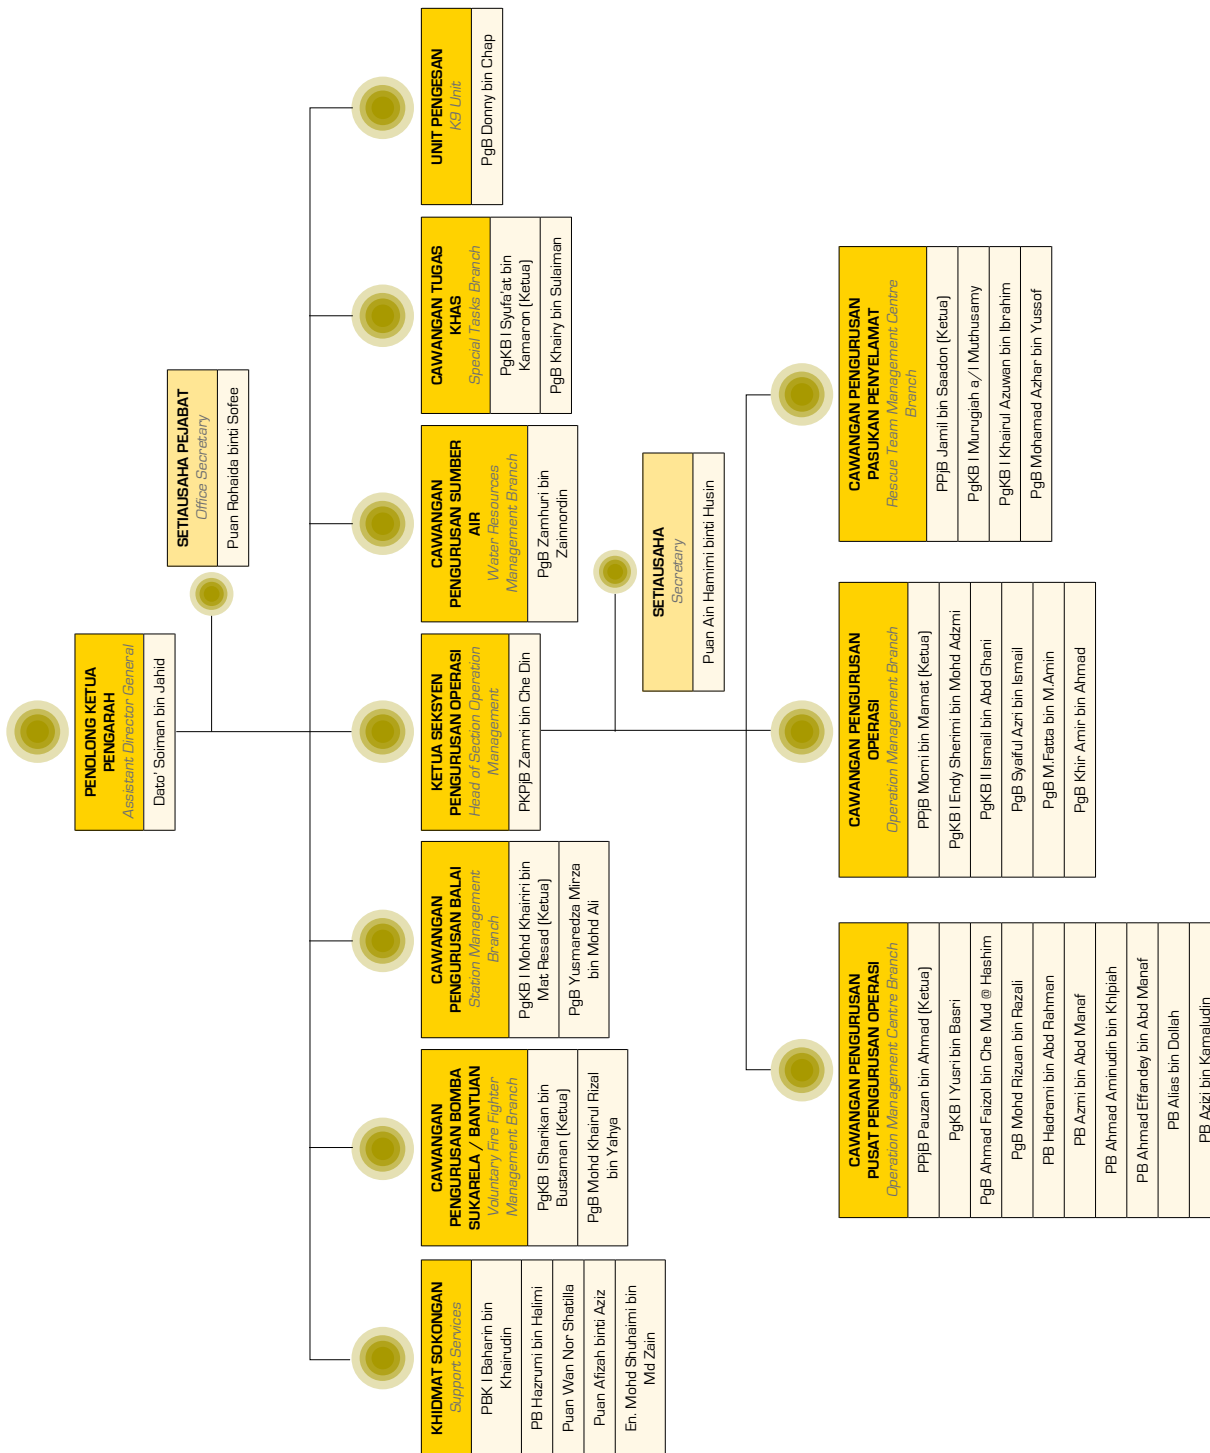 PENOLONG KETUA
PENGARAH
Assistant Director General
Dato' Soiman bin Jahid
SETIAUSAHA PEJABAT
Office Secretary
Puan Rohaida binti Sofee
KHIDMAT SOKONGAN
Support Services
PBK I Baharin bin
Khairudin
PB Hazrumi bin Halimi
Puan Wan Nor Shatilla
Puan Afizah binti Aziz
En. Mohd Shuhaimi bin
Md Zain
CAWANGAN
PENGURUSAN BOMBA
SUKARELA / BANTUAN
Voluntary Fire Fighter
Management Branch
PgKB I Sharikan bin
Bustaman (Ketua)
PgB Mohd Khairul Rizal
bin Yahya
CAWANGAN
PENGURUSAN BALAI
Station Management
Branch
PgKB I Mohd Khairini bin
Mat Resad (Ketua)
PgB Yusmaredza Mirza
bin Mohd Ali
KETUA SEKSYEN
PENGURUSAN OPERASI
Head of Section Operation
Management
PKPjB Zamri bin Che Din
CAWANGAN
PENGURUSAN SUMBER
AIR
Water Resources
Management Branch
PgB Zamhuri bin
Zainnordin
CAWANGAN TUGAS
KHAS
Special Tasks Branch
PgKB I Syufa'at bin
Kamaron (Ketua)
PgB Khairy bin Sulaiman
UNIT PENGESAN
K9 Unit
PgB Donny bin Chap
SETIAUSAHA
Secretary
Puan Ain Hamimi binti Husin
CAWANGAN PENGURUSAN
PUSAT PENGURUSAN OPERASI
Operation Management Centre Branch
PPjB Pauzan bin Ahmad (Ketua)
PgKB I Yusri bin Basri
PgB Ahmad Faizol bin Che Mud @ Hashim
PgB Mohd Rizuan bin Razali
PB Hadrami bin Abd Rahman
PB Azmi bin Abd Manaf
PB Ahmad Aminudin bin Khlpiah
PB Ahmad Effandey bin Abd Manaf
PB Alias bin Dollah
PB Azizi bin Kamaludin
CAWANGAN PENGURUSAN
OPERASI
Operation Management Branch
PPjB Morni bin Mamat (Ketua)
PgKB I Endy Sherimi bin Mohd Adzmi
PgKB II Ismail bin Abd Ghani
PgB Syaiful Azri bin Ismail
PgB M.Fatta bin M.Amin
PgB Khir Amir bin Ahmad
CAWANGAN PENGURUSAN
PASUKAN PENYELAMAT
Rescue Team Management Centre
Branch
PPjB Jamil bin Saadon (Ketua)
PgKB I Murugiah a/l Muthusamy
PgKB I Khairul Azuwan bin Ibrahim
PgB Mohamad Azhar bin Yussof